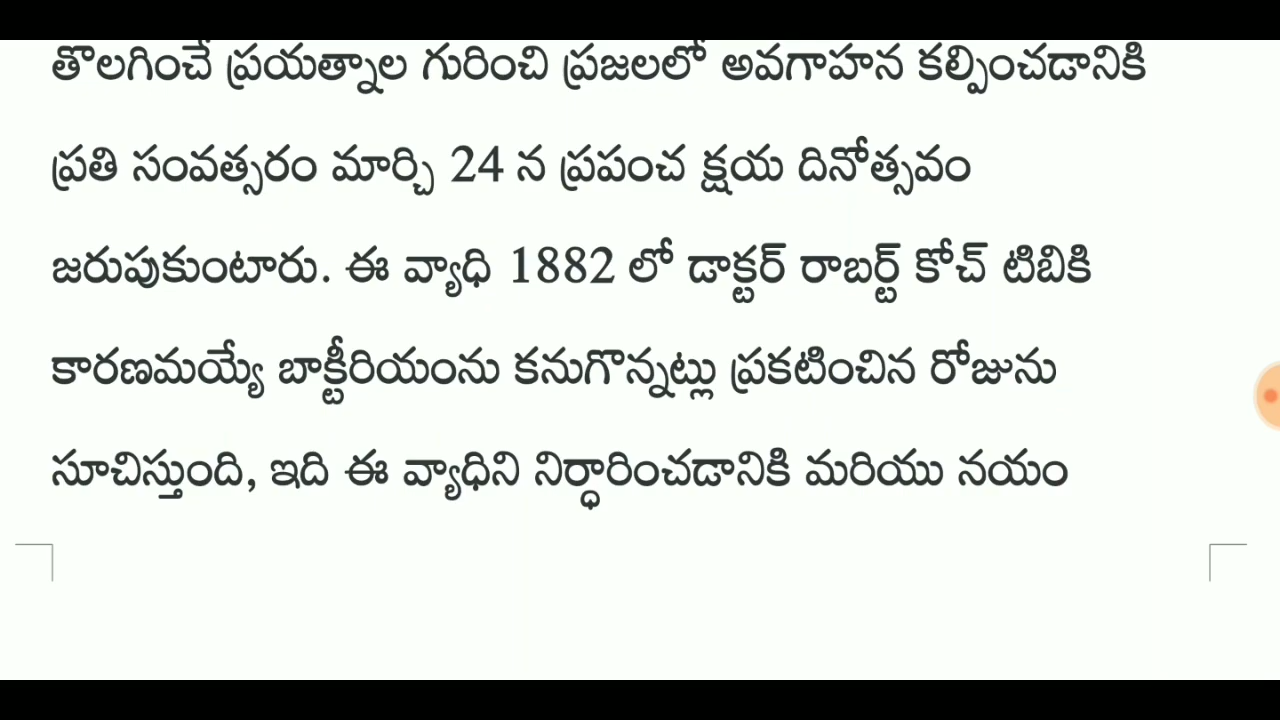 తొలగించే ప్రయత్నాల గురించి ప్రజలలో అవగాహన కల్పించడానికి
ప్రతి సంవత్సరం మార్చి 24 న ప్రపంచ క్షయ దినోత్సవం
జరుపుకుంటారు. ఈ వ్యాధి 1882 లో డాక్టర్ రాబర్ట్ కోచ్ టిబికి
కారణమయ్యే బాక్టీరియంను కనుగొన్నట్లు ప్రకటించిన రోజును
సూచిస్తుంది, ఇది ఈ వ్యాధిని నిర్ధారించడానికి మరియు నయం